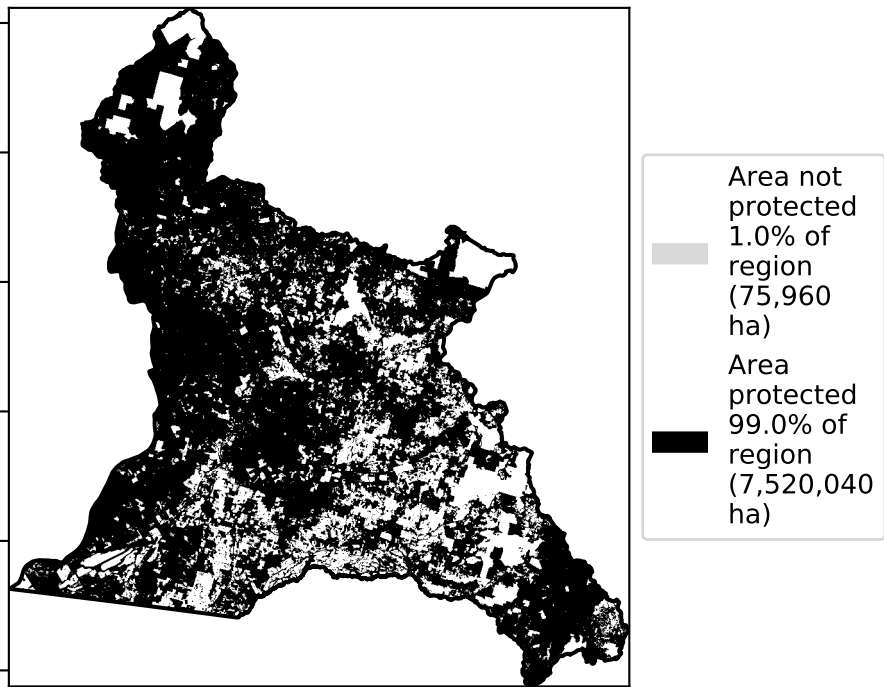 Area not
protected
1.0% of
region
(75,960
ha)
Area
protected
99.0% of
region
(7,520,040
ha)